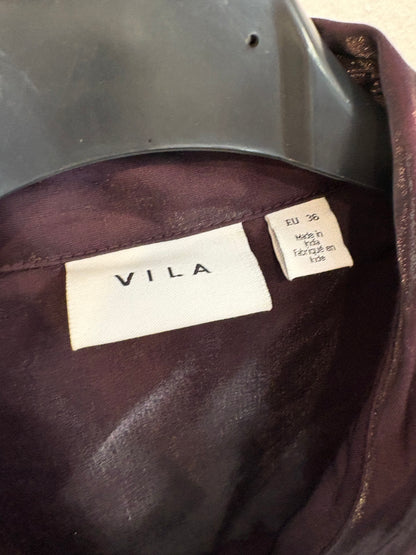 VILA
EU 36
Made in
India
Fabriqué en
Inde